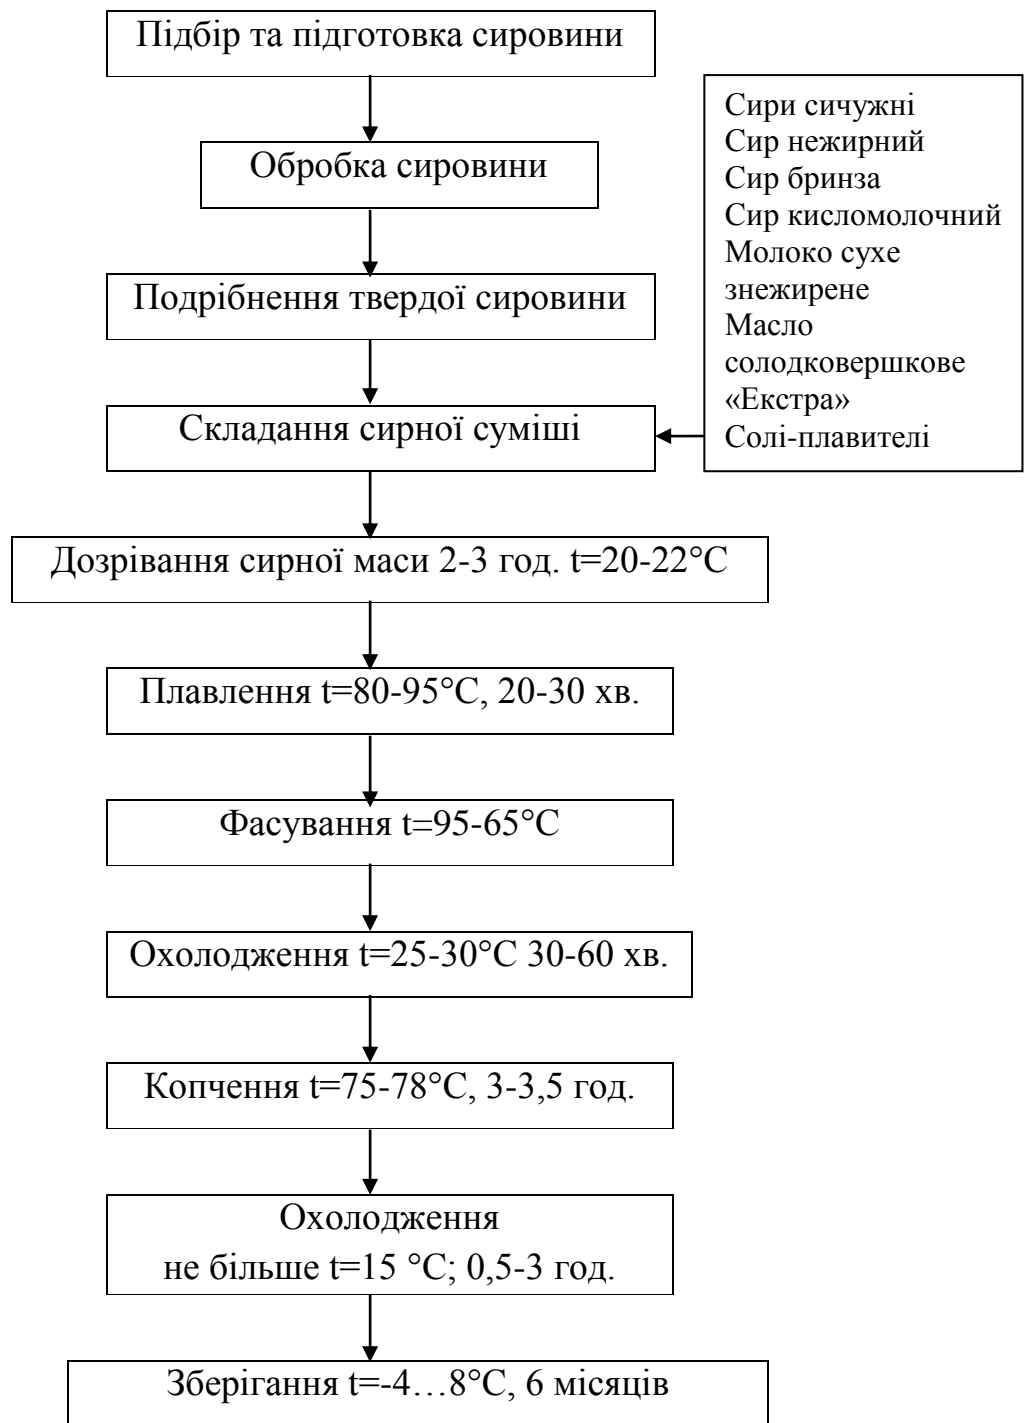 Підбір та підготовка сировини
Обробка сировини
Подрібнення твердої сировини
Складання сирної суміші
Сири сичужні
Сир нежирний
Сир бринза
Сир кисломолочний
Молоко сухе
знежирене
Масло
солодковершкове
«Екстра»
Солі-плавителі
Дозрівання сирної маси 2-3 год. t=20-22°C
Плавлення t=80-95°C, 20-30 хв.
Фасування t=95-65°C
Охолодження t=25-30°C 30-60 хв.
Копчення t=75-78°C, 3-3,5 год.
Охолодження
не більше t=15 °C; 0,5-3 год.
Зберігання t=-4…8°C, 6 місяців